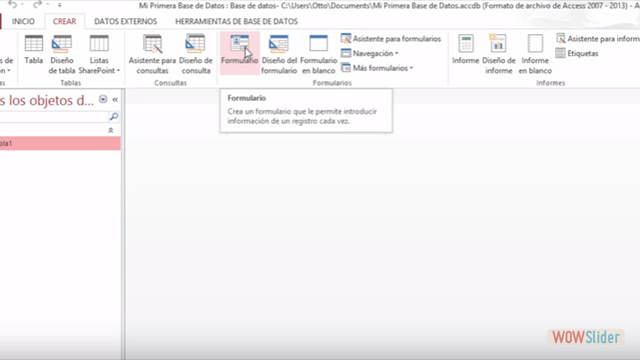 Mi Primera Base de Datos : Base de datos- C:\Users\Otto\Documents\Mi Primera Base de Datos.accdb (Formato de archivo de Access 2007 - 2013) - A
INICIO CREAR DATOS EXTERNOS HERRAMIENTAS DE BASE DE DATOS
Tabla Diseño de tabla Listas SharePoint
Tablas
Asistente para consultas Diseño de consulta
Consultas
Formulario Diseño del formulario Formulario en blanco
Asistente para formularios
Navegación
Más formularios
Formularios
Informe Diseño de informe Informe en blanco
Asistente para inform
Etiquetas
Informes
s los objetos d...
bla1
Formulario
Crea un formulario que le permite introducir
información de un registro cada vez.
WOWSlider